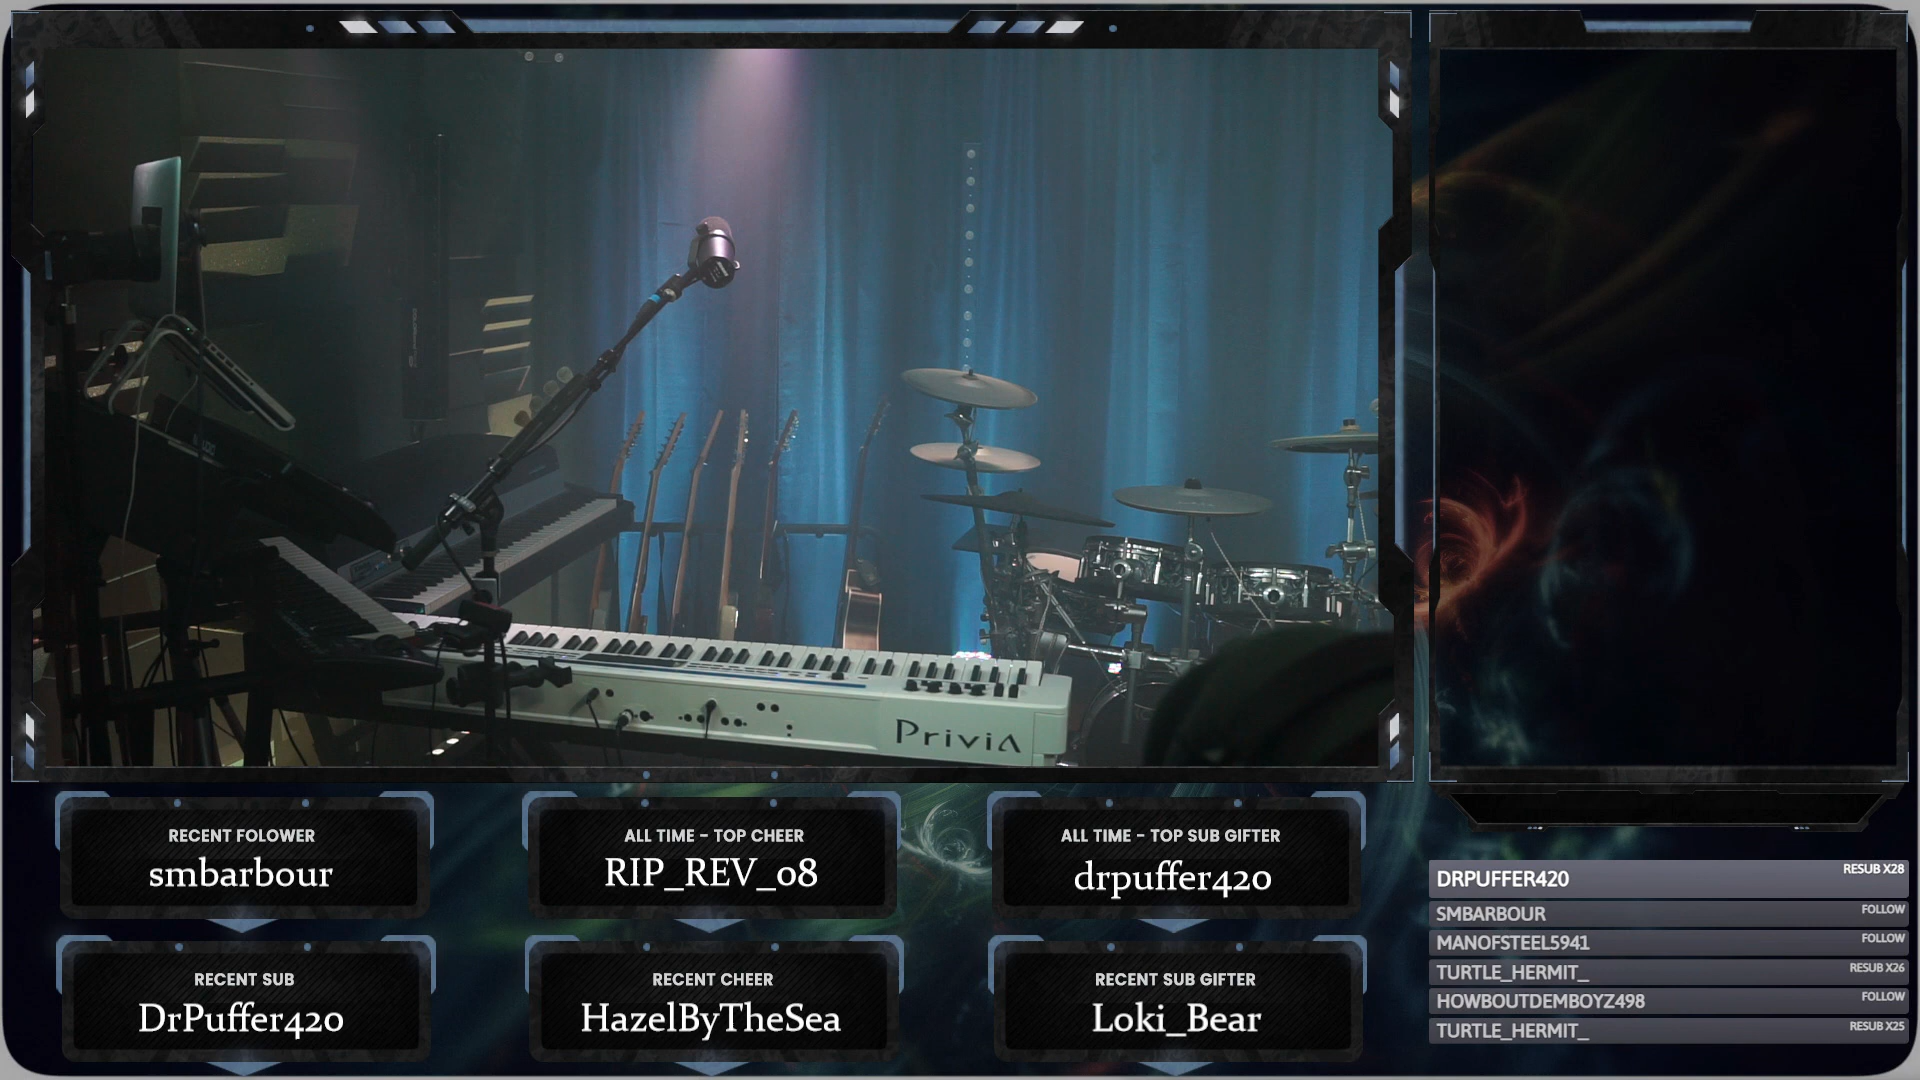 PriviA
RECENT FOLOWER
smbarbour
ALL TIME - TOP CHEER
RIP_REV_08
ALL TIME - TOP SUB GIFTER
drpuffer420
RECENT SUB
DrPuffer420
RECENT CHEER
HazelByTheSea
RECENT SUB GIFTER
Loki_Bear
DRPUFFER420 RESUB X28
SMBARBOUR FOLLOW
MANOFSTEEL5941 FOLLOW
TURTLE_HERMIT_ RESUB X26
HOWBOUTDEMBOYZ498 FOLLOW
TURTLE_HERMIT_ RESUB X25